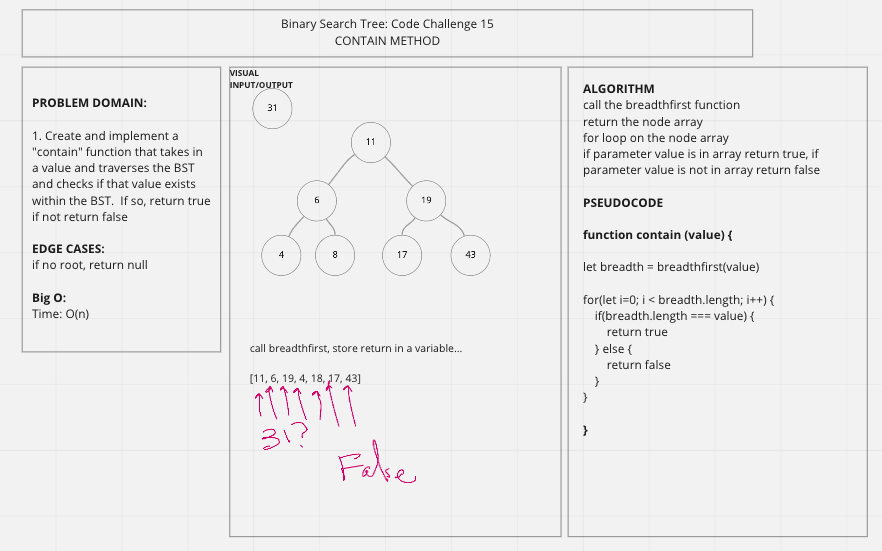 Binary Search Tree: Code Challenge 15
CONTAIN METHOD
PROBLEM DOMAIN:
1. Create and implement a
"contain" function that takes in
a value and traverses the BST
and checks if that value exists
within the BST.  If so, return true
if not return false
EDGE CASES:
if no root, return null
Big O:
Time: O(n)
VISUAL
INPUT/OUTPUT
31
11
6
19
4
8
17
43
call breadthfirst, store return in a variable...
[11, 6, 19, 4, 18, 17, 43]
31?
False
ALGORITHM
call the breadthfirst function
return the node array
for loop on the node array
if parameter value is in array return true, if
parameter value is not in array return false
PSEUDOCODE
function contain (value) {
let breadth = breadthfirst(value)
for(let i=0; i < breadth.length; i++) {
if(breadth.length === value) {
return true
} else {
return false
}
}
}